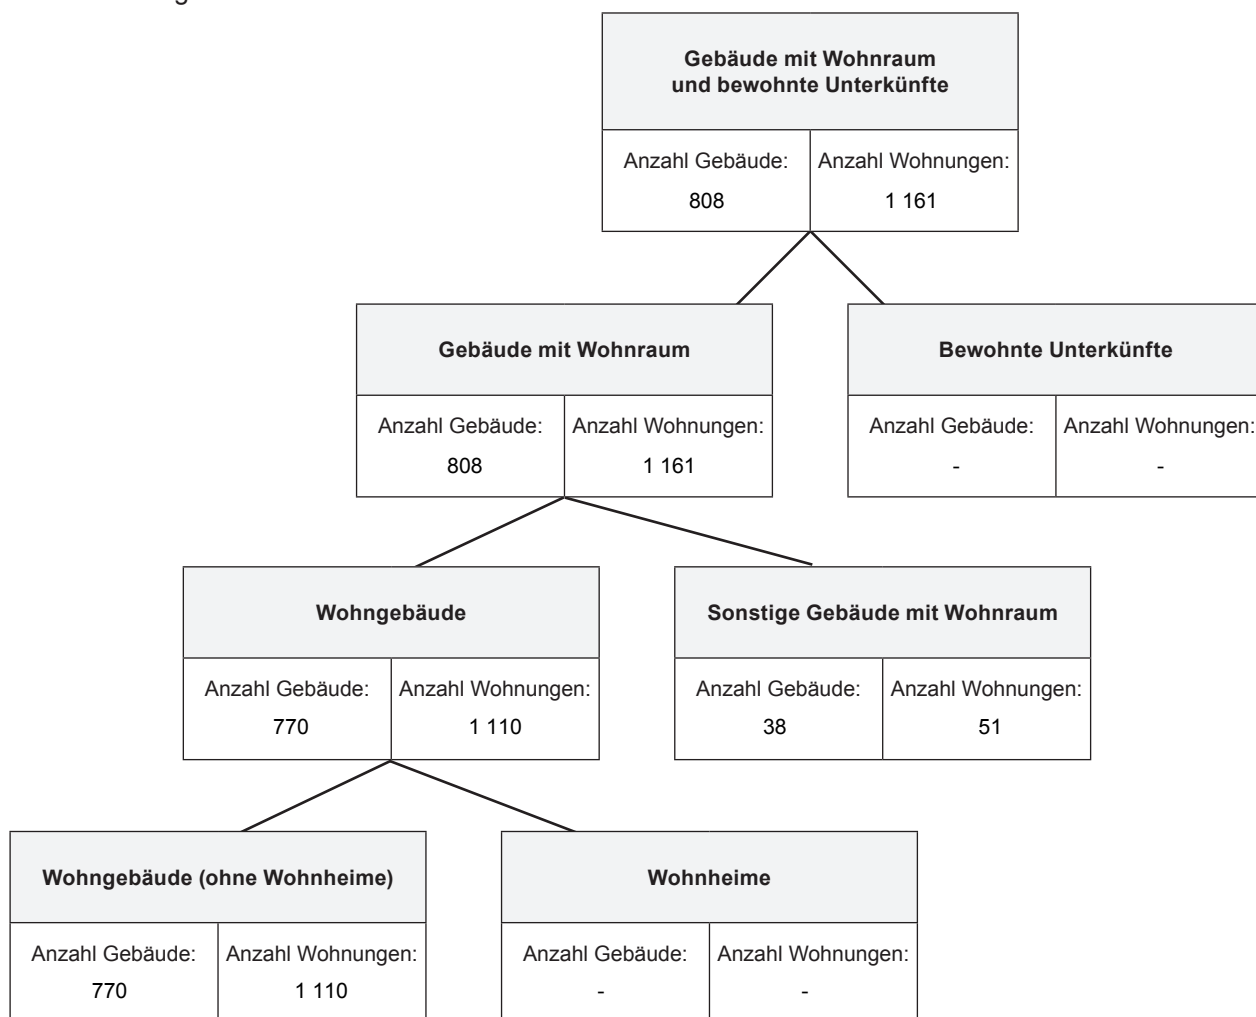 Gebäude mit Wohnraum
und bewohnte Unterkünfte
Anzahl Gebäude: Anzahl Wohnungen:
808 1 161
Gebäude mit Wohnraum
Anzahl Gebäude: Anzahl Wohnungen:
808 1 161
Bewohnte Unterkünfte
Anzahl Gebäude: Anzahl Wohnungen:
- -
Wohngebäude
Anzahl Gebäude: Anzahl Wohnungen:
770 1 110
Sonstige Gebäude mit Wohnraum
Anzahl Gebäude: Anzahl Wohnungen:
38 51
Wohngebäude (ohne Wohnheime)
Anzahl Gebäude: Anzahl Wohnungen:
770 1 110
Wohnheime
Anzahl Gebäude: Anzahl Wohnungen:
- -